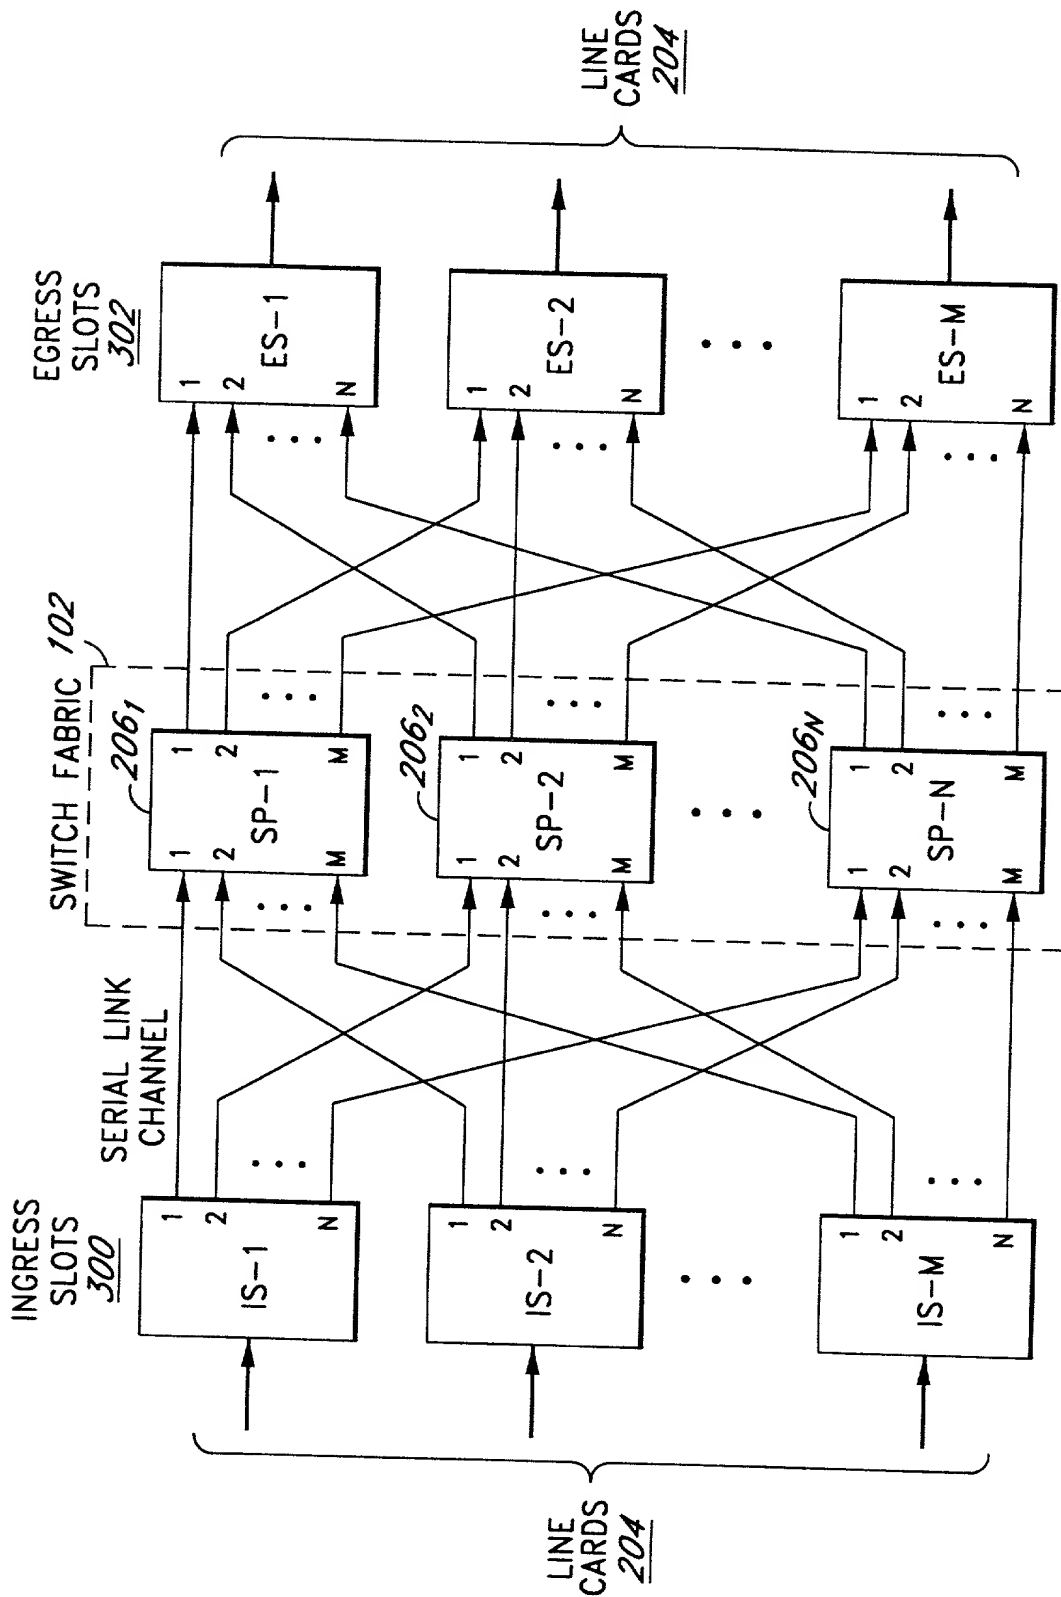 INGRESS
SLOTS
300
SERIAL LINK
CHANNEL
SWITCH FABRIC 102
EGRESS
SLOTS
302
LINE
CARDS
204
IS-1
1
2
N
IS-2
1
2
N
IS-M
1
2
N
206₁
1
2
M
SP-1
1
2
M
206₂
1
2
M
SP-2
1
2
M
206N
1
2
M
SP-N
1
2
M
1
2
N
ES-1
1
2
N
ES-2
1
2
N
ES-M
LINE
CARDS
204